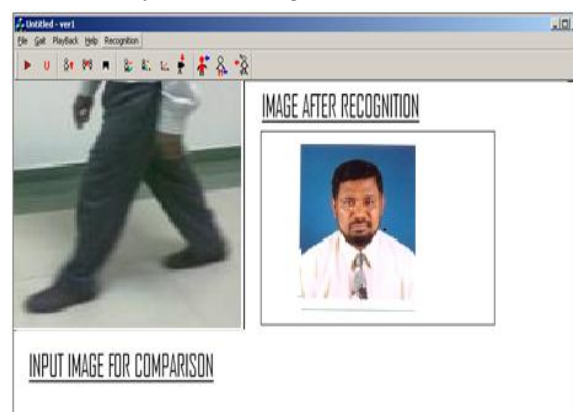 Untitled - ver1
File Gait PlayBack Help Recognition
IMAGE AFTER RECOGNITION
INPUT IMAGE FOR COMPARISON